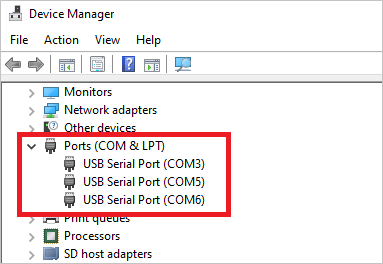 Device Manager
File Action View Help
Monitors
Network adapters
Other devices
Ports (COM & LPT)
USB Serial Port (COM3)
USB Serial Port (COM5)
USB Serial Port (COM6)
Print queues
Processors
SD host adapters